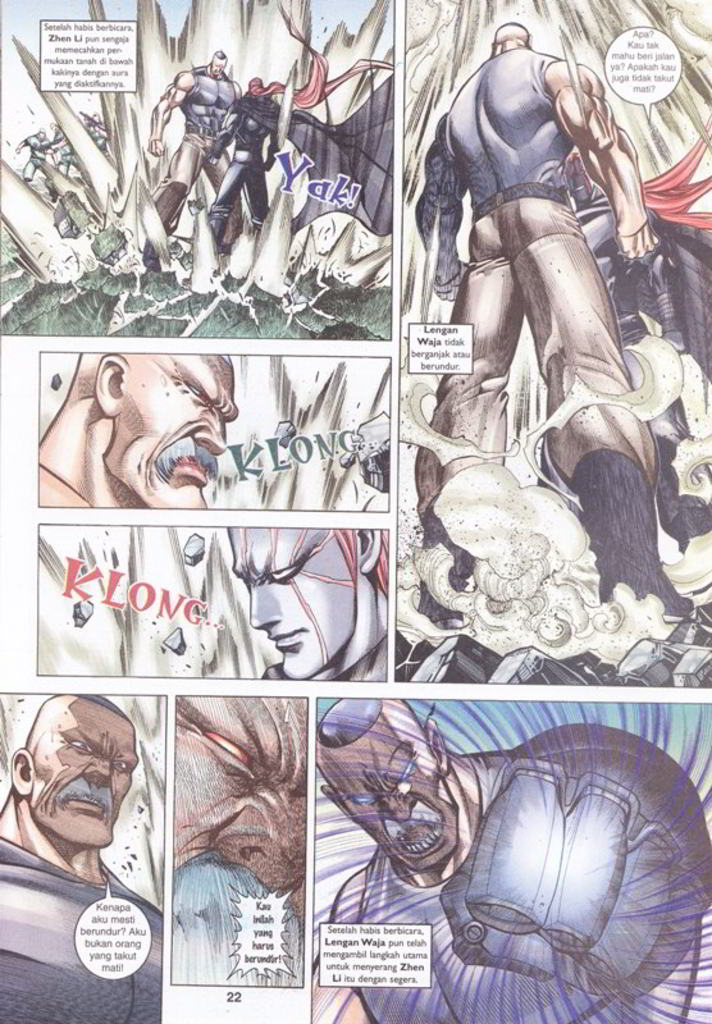 Setelah habis berbicara,
Zhen Li pun sengaja
memecahkan per-
mukaan tanah di bawah
kakinya dengan aura
yang diaktifkannya.
Yak!
Apa?
Kau tak
mahu beri jalan
ya? Apakah kau
juga tidak takut
mati?
Lengan
Waja tidak
berganjak atau
berundur.
KLONG...
KLONG...
Kenapa
aku mesti
berundur? Aku
bukan orang
yang takut
mati!
Kau
inilah
yang
harus
berundur!
Setelah habis berbicara,
Lengan Waja pun telah
mengambil langkah utama
untuk menyerang Zhen
Li itu dengan segera.
22